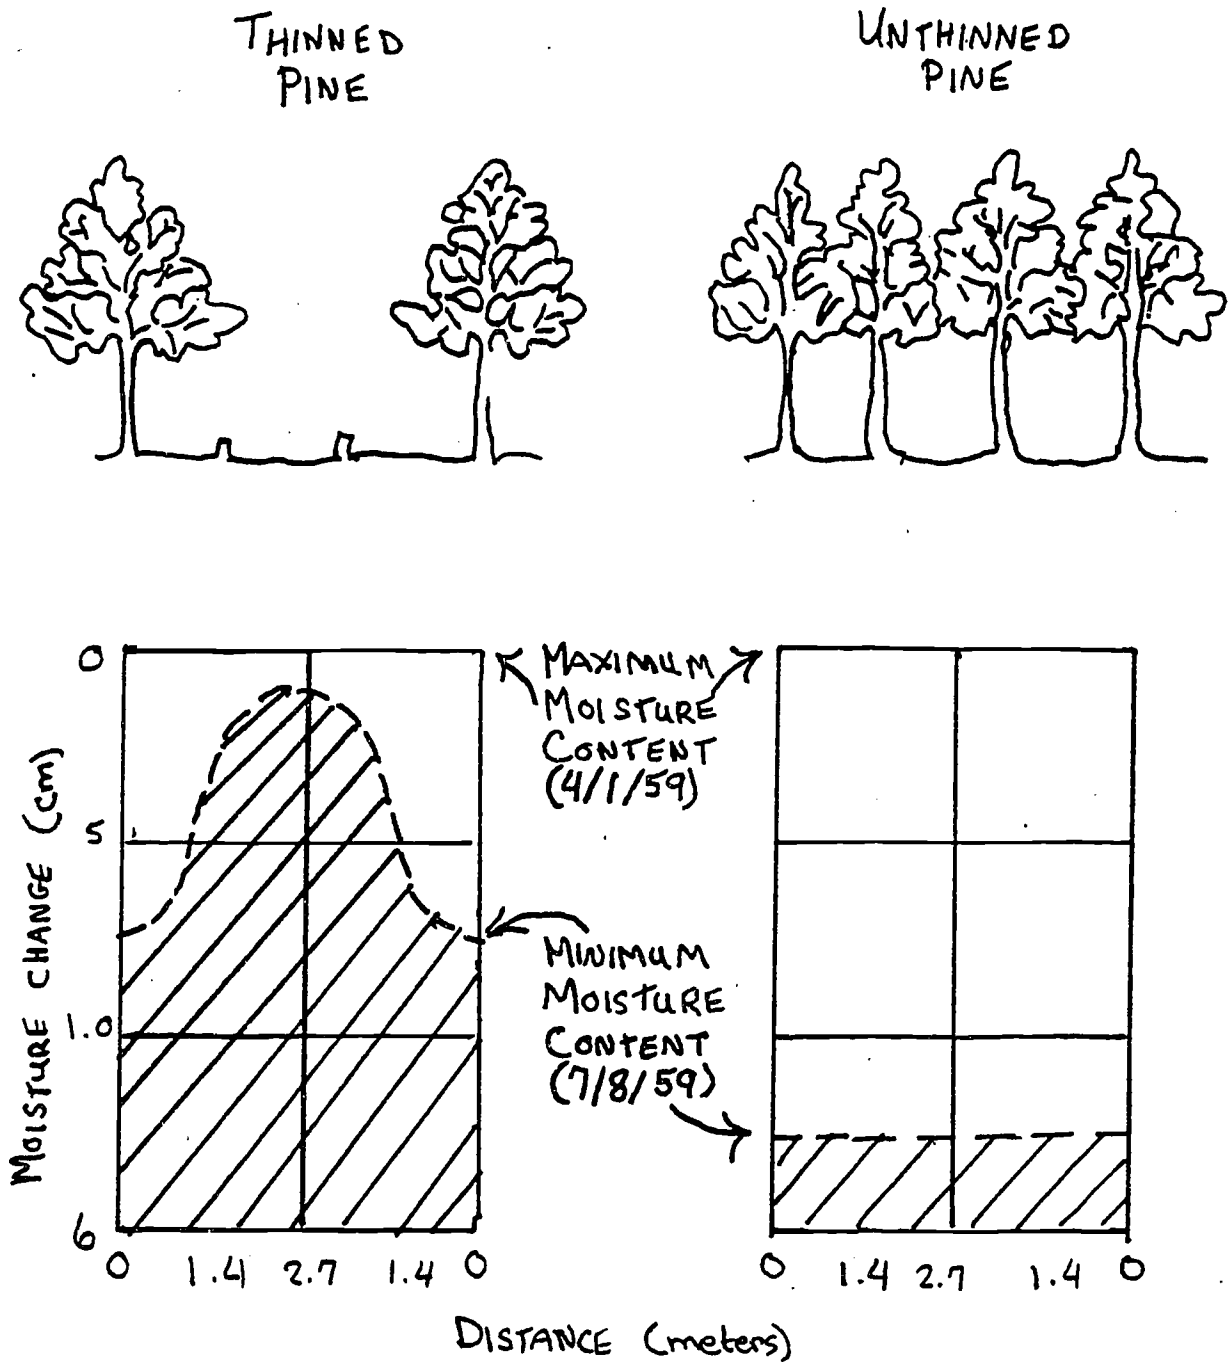 THINNED
PINE
UNTHINNED
PINE
0
5
1.0
6
MOISTURE CHANGE (cm)
MAXIMUM
MOISTURE
CONTENT
(4/1/59)
MINIMUM
MOISTURE
CONTENT
(7/8/59)
0 1.4 2.7 1.4 0
0 1.4 2.7 1.4 0
DISTANCE (meters)